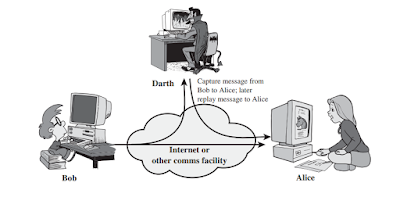 Darth
Capture message from
Bob to Alice; later
replay message to Alice
Internet or
other comms facility
Bob
Alice